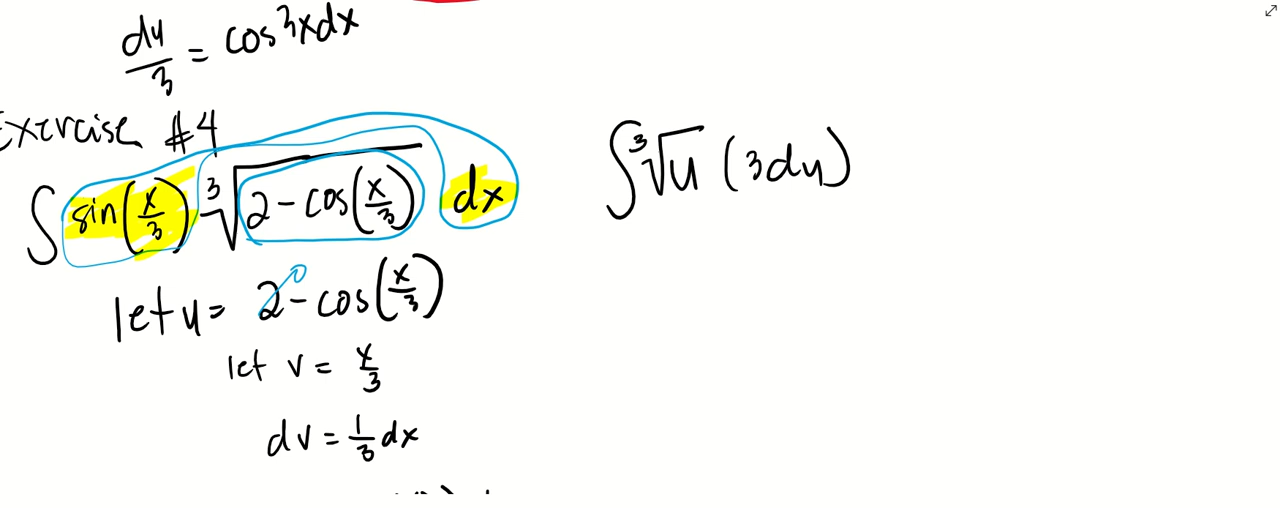 du/3 = cos 3x dx
Exercise #4
∫ sin(x/3) ∛(2 - cos(x/3)) dx
let u = 2 - cos(x/3)
0
let v = x/3
dv = 1/3 dx
∫ ∛u (3du)